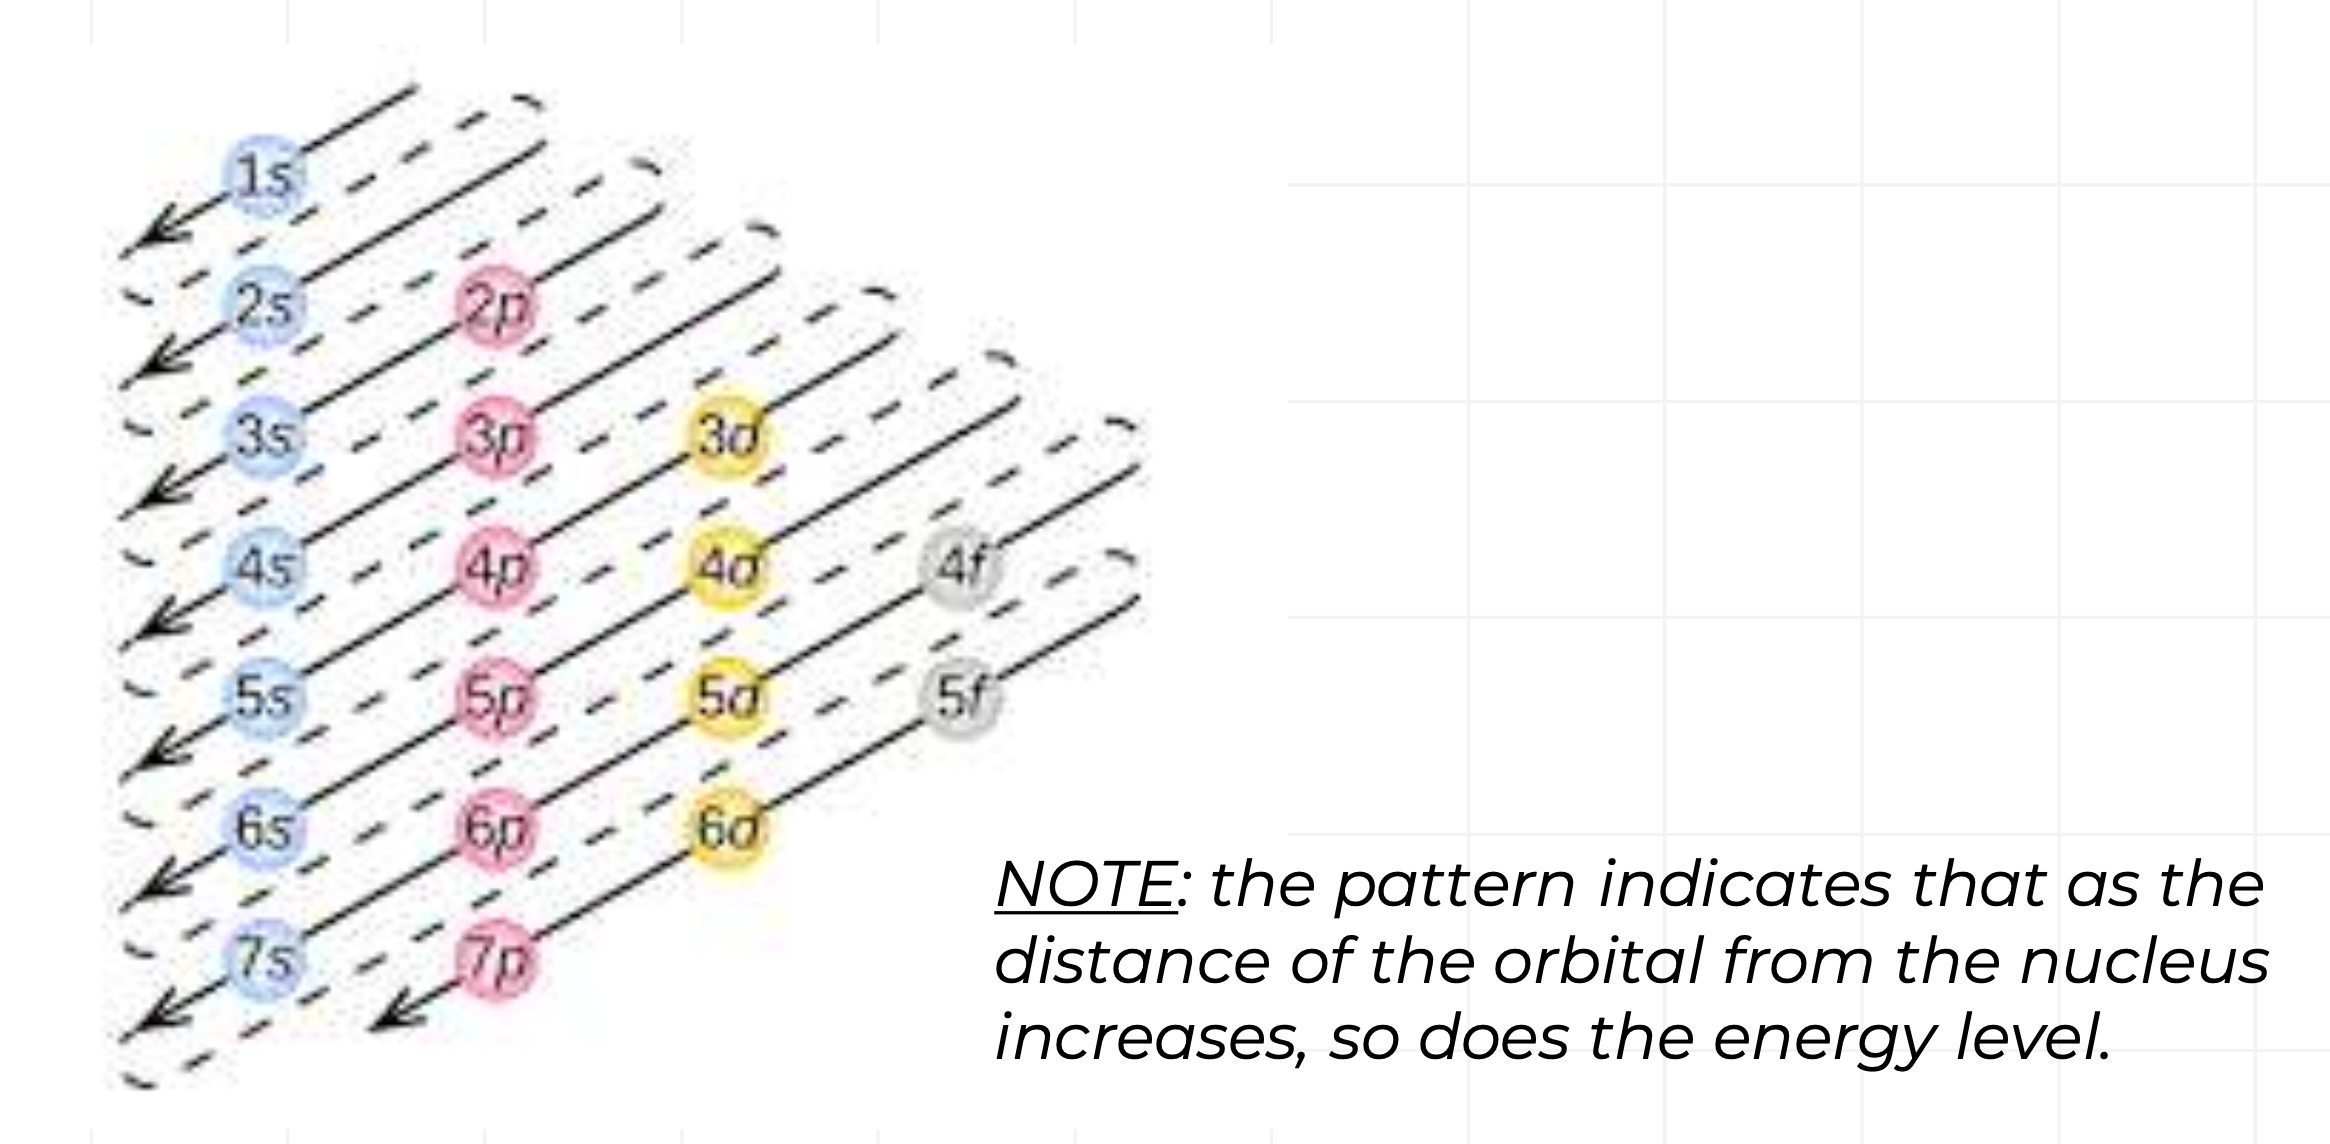 1s
2s 2p
3s 3p 3d
4s 4p 4d 4f
5s 5p 5d 5f
6s 6p 6d
7s 7p
NOTE: the pattern indicates that as the
distance of the orbital from the nucleus
increases, so does the energy level.